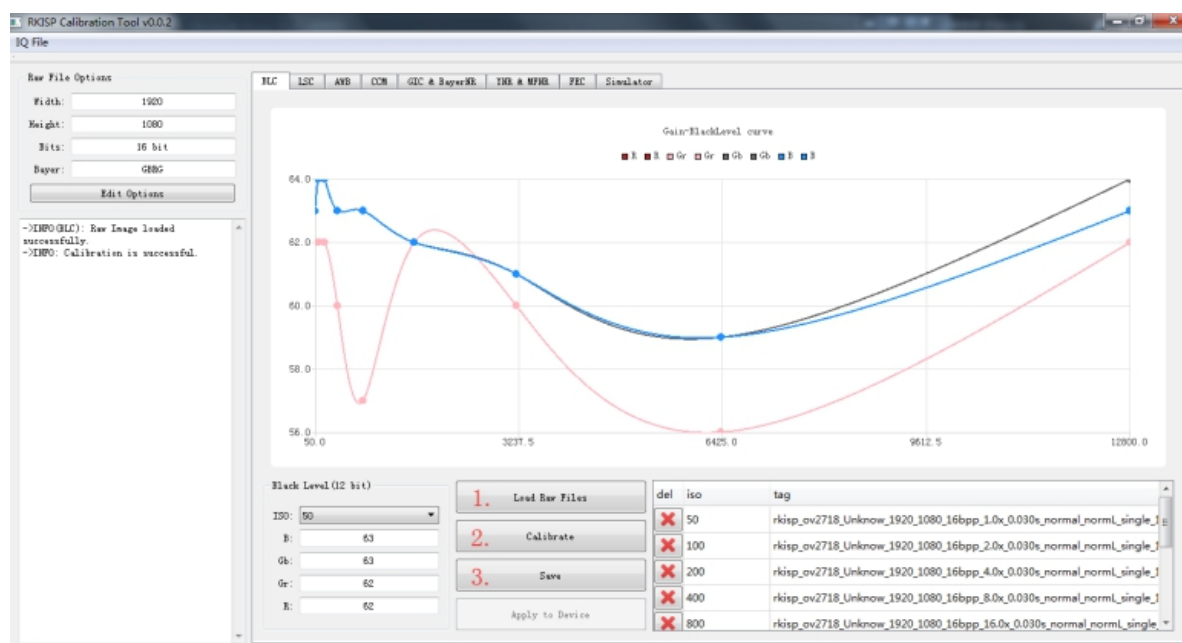 RKISP Calibration Tool v0.0.2
IQ File
Raw File Options
Width: 1920
Height: 1080
Bits: 16 bit
Bayer: GBRG
Edit Options
->INFO(BLC): Raw Image loaded
successfully.
->INFO: Calibration is successful.
BLC LSC AWB CCM GIC & BayerNR YNR & MFNR FEC Simulator
Gain-BlackLevel curve
R R Gr Gr Gb Gb B B
64.0
62.0
60.0
58.0
56.0
50.0 3237.5 6425.0 9612.5 12800.0
Black Level(12 bit)
ISO: 50
B: 63
Gb: 63
Gr: 62
R: 62
1. Load Raw Files
2. Calibrate
3. Save
Apply to Device
del iso tag
50 rkisp_ov2718_Unknow_1920_1080_16bpp_1.0x_0.030s_normal_normL_single_1
100 rkisp_ov2718_Unknow_1920_1080_16bpp_2.0x_0.030s_normal_normL_single_1
200 rkisp_ov2718_Unknow_1920_1080_16bpp_4.0x_0.030s_normal_normL_single_1
400 rkisp_ov2718_Unknow_1920_1080_16bpp_8.0x_0.030s_normal_normL_single_1
800 rkisp_ov2718_Unknow_1920_1080_16bpp_16.0x_0.030s_normal_normL_single_